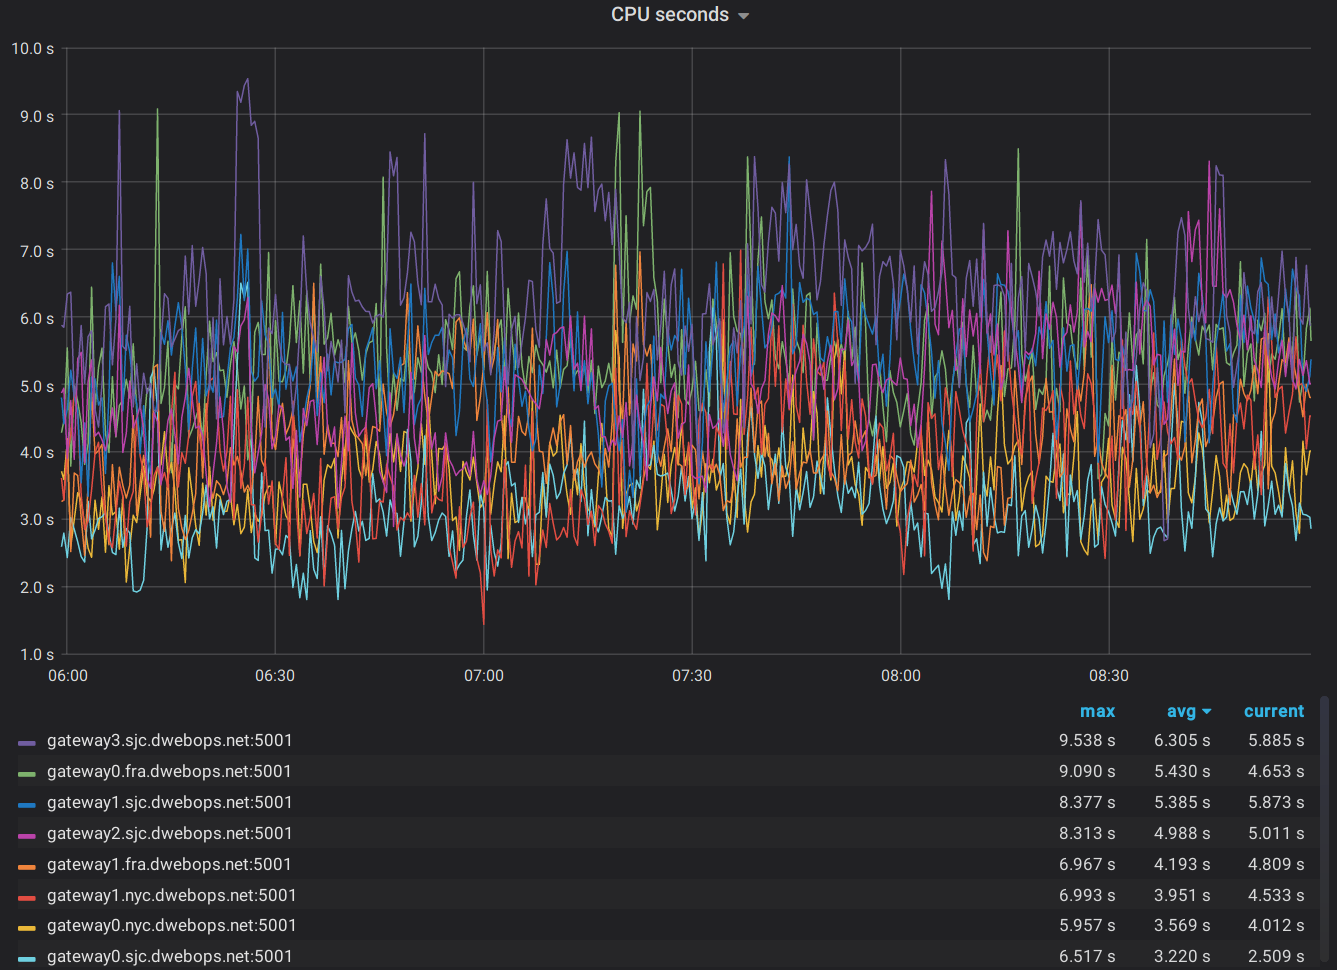 CPU seconds
10.0 s
9.0 s
8.0 s
7.0 s
6.0 s
5.0 s
4.0 s
3.0 s
2.0 s
1.0 s
06:00 06:30 07:00 07:30 08:00 08:30
max avg current
gateway3.sjc.dwebops.net:5001 9.538 s 6.305 s 5.885 s
gateway0.fra.dwebops.net:5001 9.090 s 5.430 s 4.653 s
gateway1.sjc.dwebops.net:5001 8.377 s 5.385 s 5.873 s
gateway2.sjc.dwebops.net:5001 8.313 s 4.988 s 5.011 s
gateway1.fra.dwebops.net:5001 6.967 s 4.193 s 4.809 s
gateway1.nyc.dwebops.net:5001 6.993 s 3.951 s 4.533 s
gateway0.nyc.dwebops.net:5001 5.957 s 3.569 s 4.012 s
gateway0.sjc.dwebops.net:5001 6.517 s 3.220 s 2.509 s